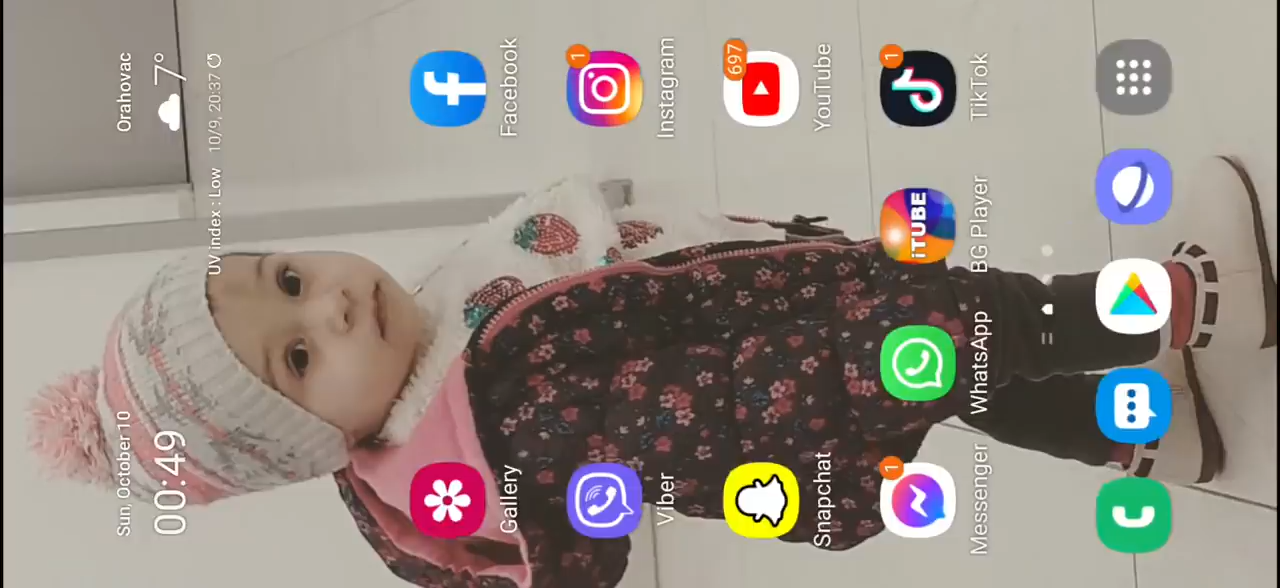 Sun, October 10
00:49
Orahovac
7°
UV index : Low
10/9, 20:37
Gallery
Facebook
Viber
1
Instagram
Snapchat
697
YouTube
1
Messenger
WhatsApp
iTUBE
BG Player
1
TikTok